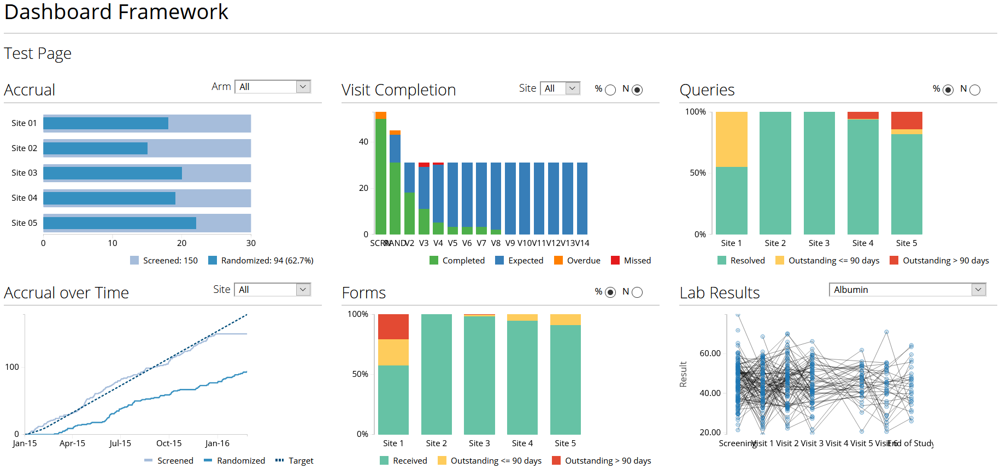 Dashboard Framework
Test Page
Accrual
Arm All
Site 01
Site 02
Site 03
Site 04
Site 05
0 10 20 30
Screened: 150 Randomized: 94 (62.7%)
Visit Completion
Site All % N
40
20
0
SCRN RAND V2 V3 V4 V5 V6 V7 V8 V9 V10 V11 V12 V13 V14
Completed Expected Overdue Missed
Queries
% N
100%
50%
0%
Site 1 Site 2 Site 3 Site 4 Site 5
Resolved Outstanding <= 90 days Outstanding > 90 days
Accrual over Time
Site All
100
0
Jan-15 Apr-15 Jul-15 Oct-15 Jan-16
Screened Randomized Target
Forms
% N
100%
50%
0%
Site 1 Site 2 Site 3 Site 4 Site 5
Received Outstanding <= 90 days Outstanding > 90 days
Lab Results
Albumin
Result
60.00
40.00
20.00
Screening Visit 1 Visit 2 Visit 3 Visit 4 Visit 5 Visit 6 End of Study